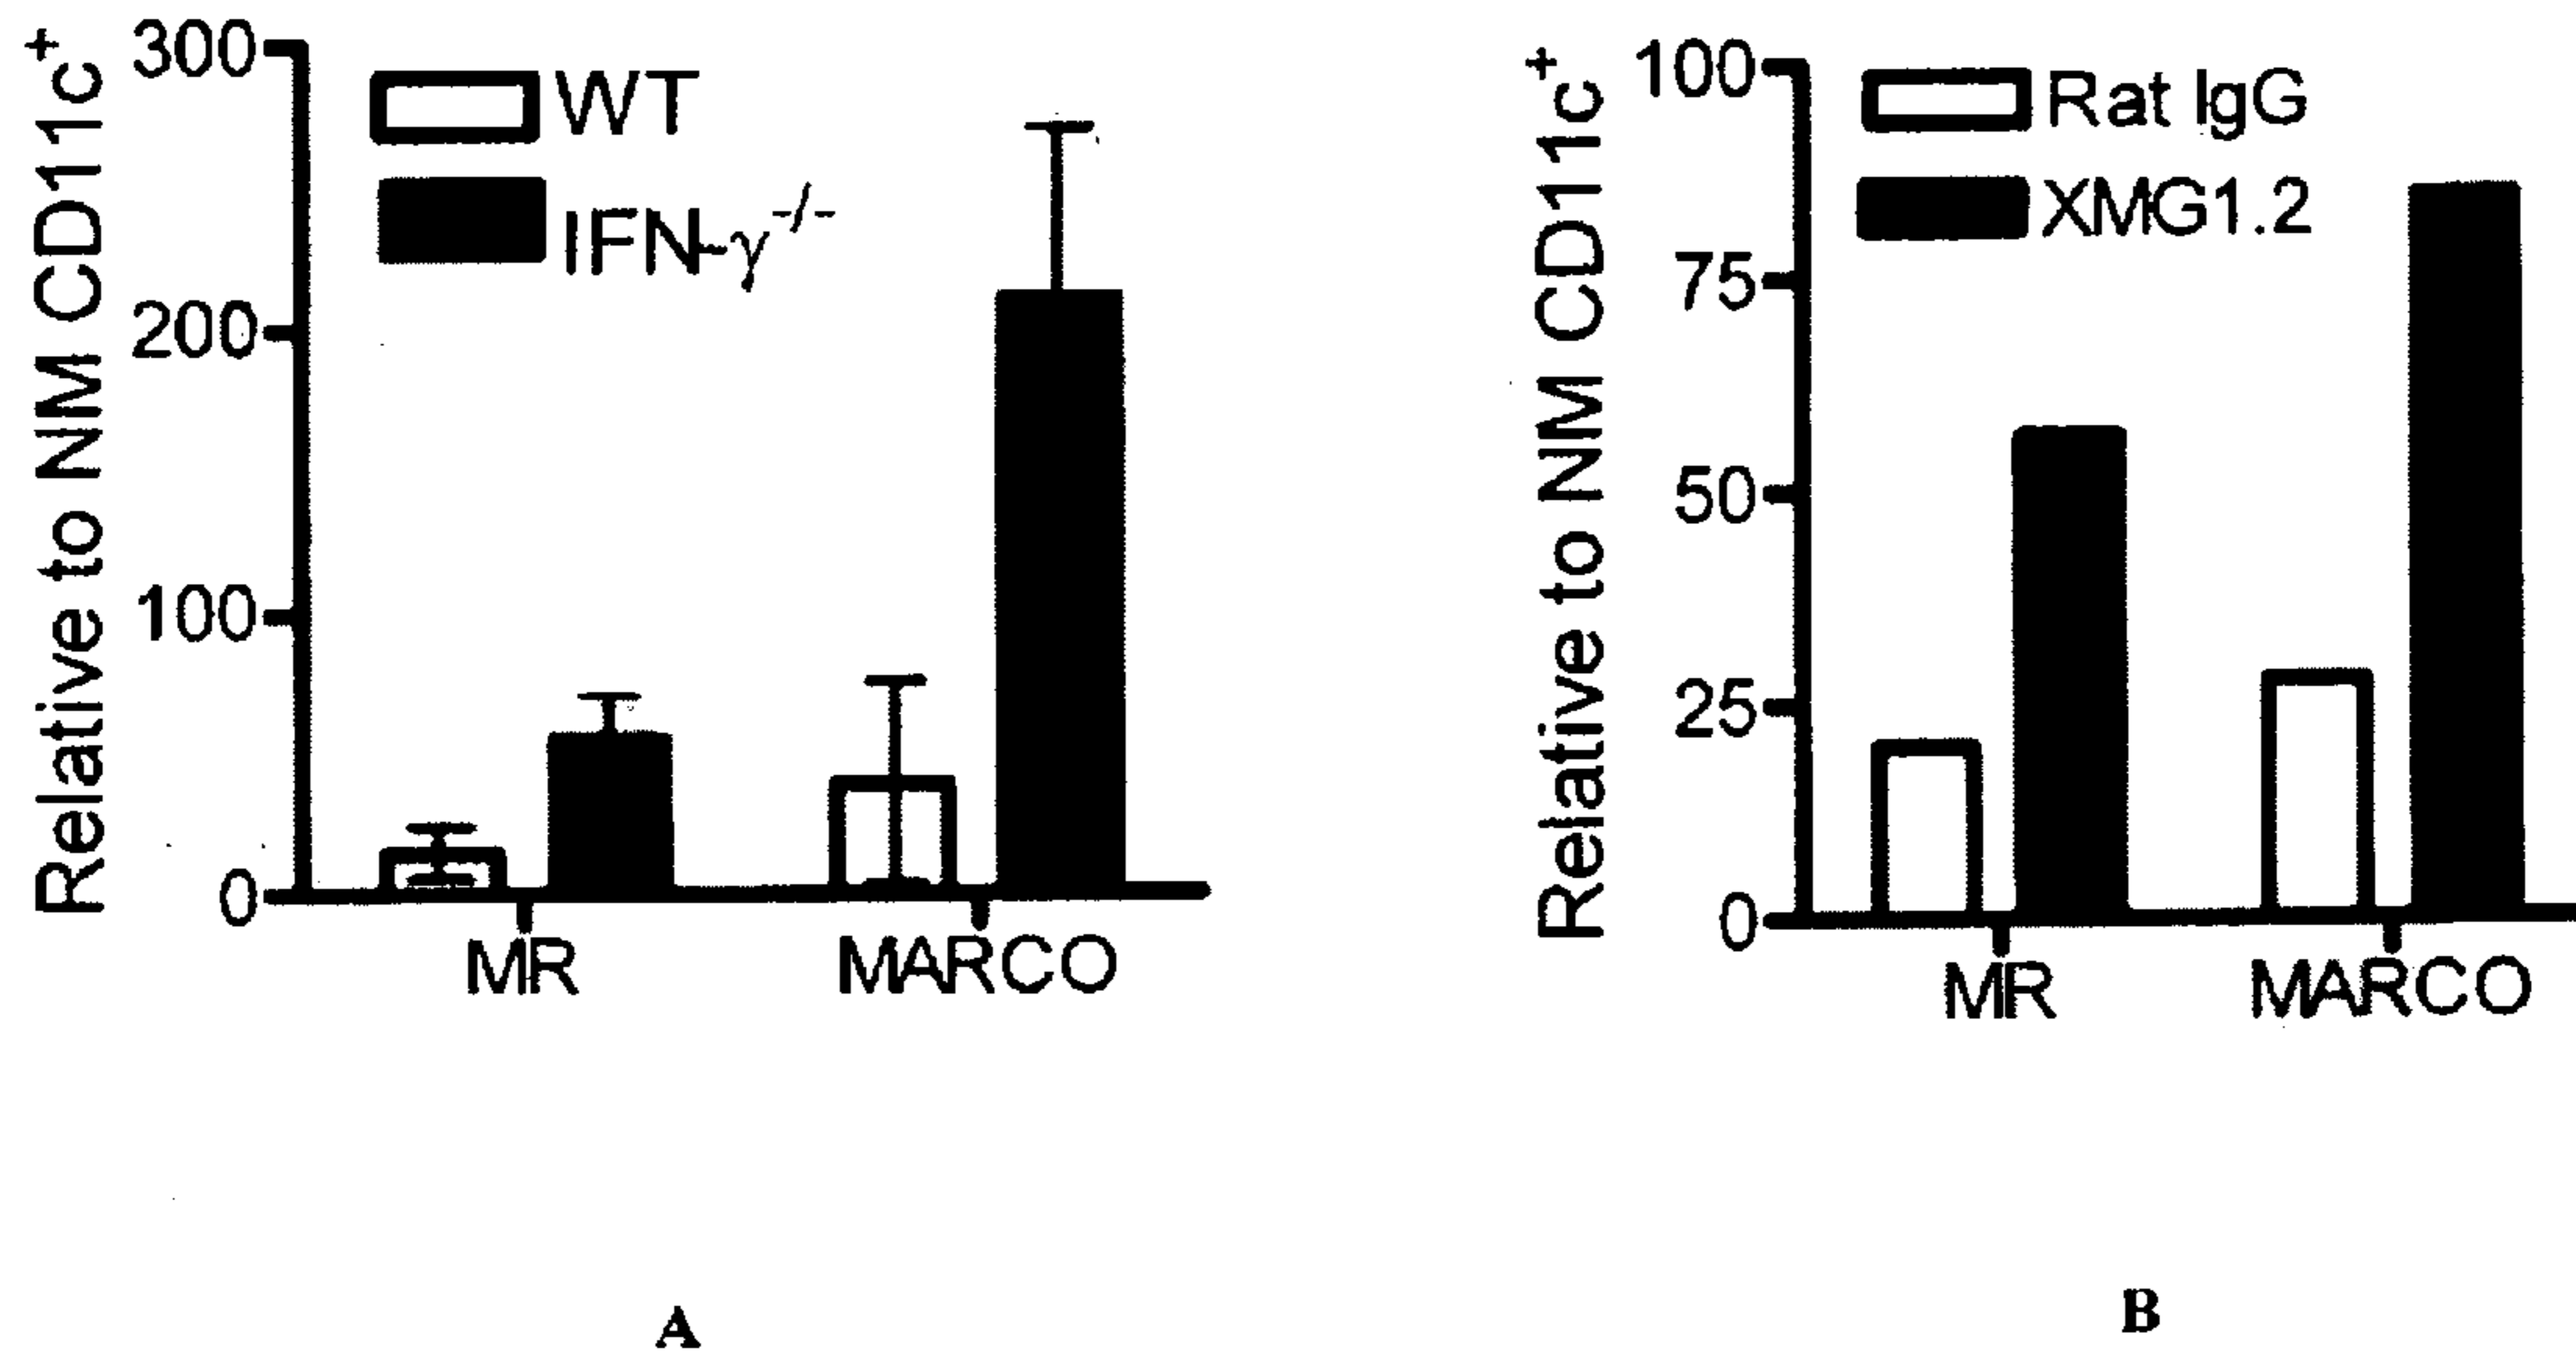 Relative to NM CD11c+
300
200
100
0
WT
IFN-γ-/-
MR
MARCO
A
Relative to NM CD11c+
100
75
50
25
0
Rat IgG
XMG1.2
MR
MARCO
B